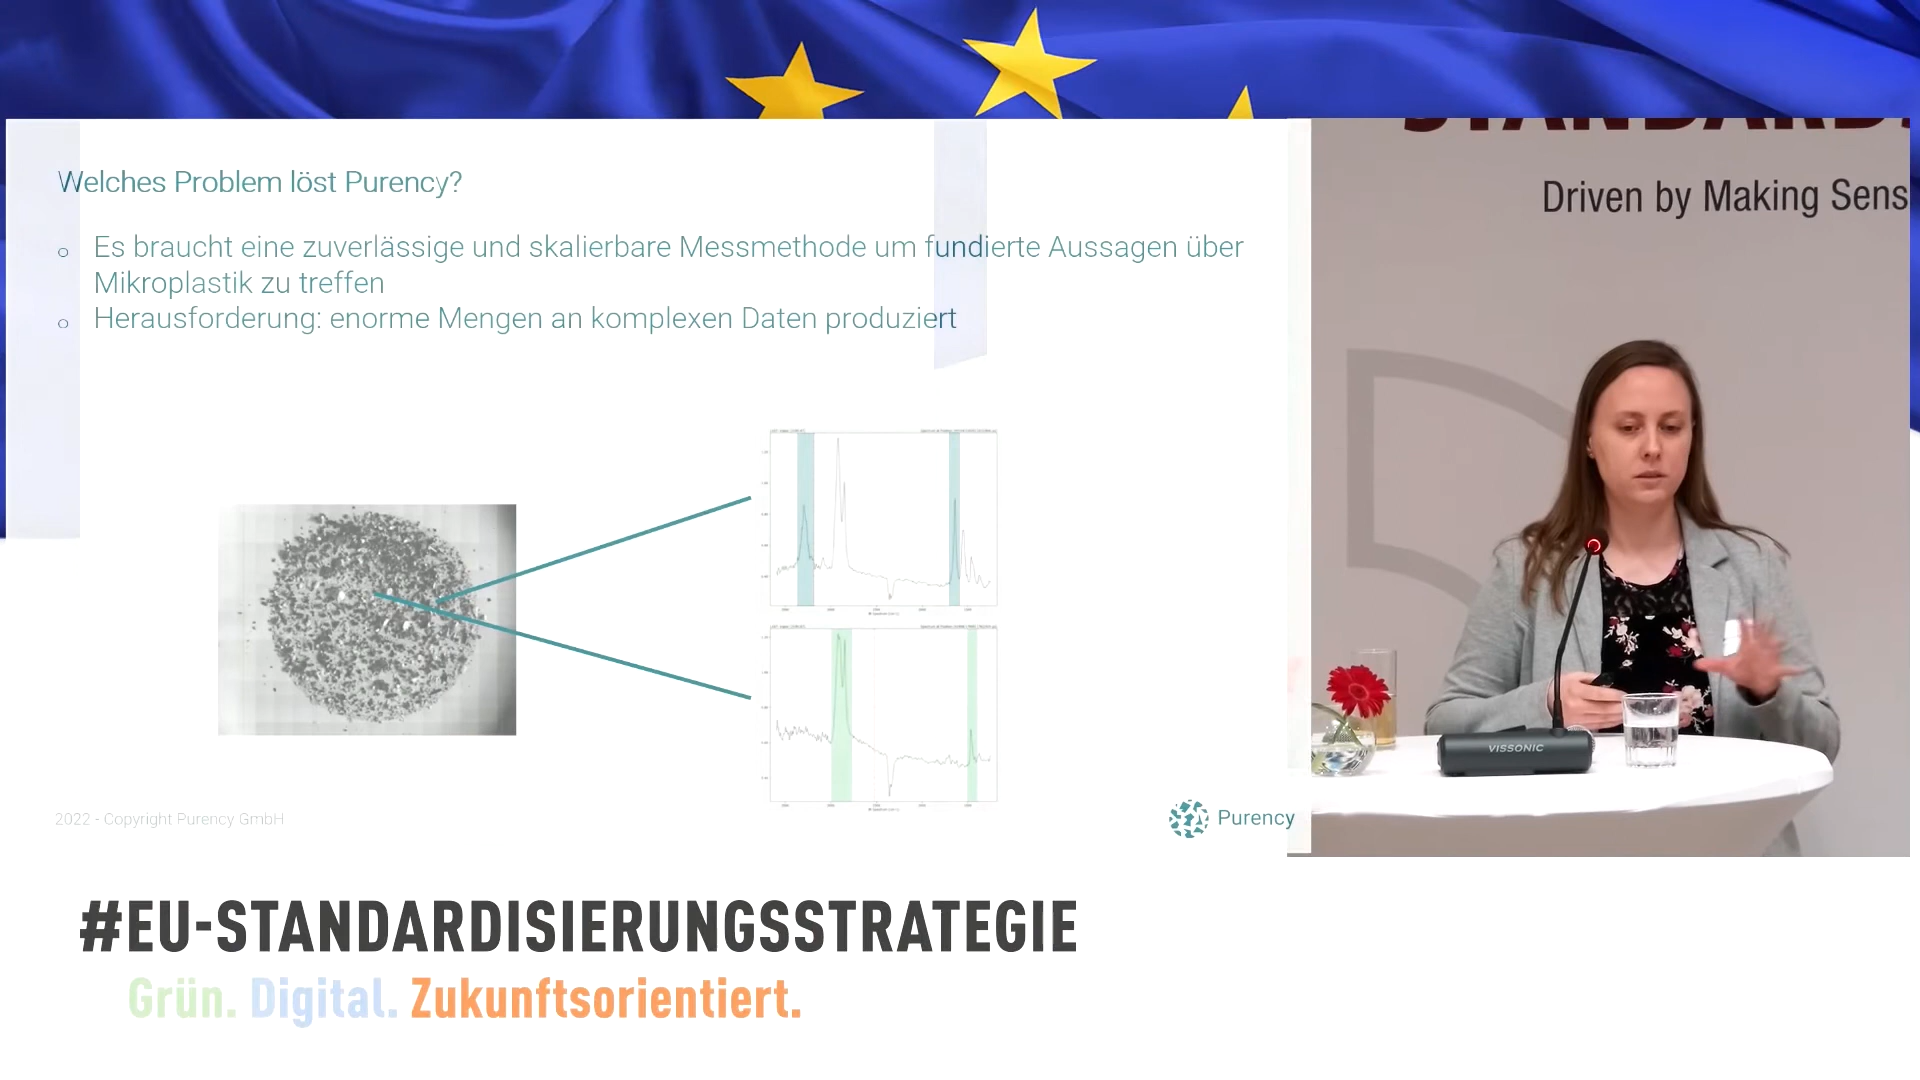 Welches Problem löst Purency?
Es braucht eine zuverlässige und skalierbare Messmethode um fundierte Aussagen über
Mikroplastik zu treffen
Herausforderung: enorme Mengen an komplexen Daten produziert
2022 - Copyright Purency GmbH
Purency
Driven by Making Sens
VISSONIC
#EU-STANDARDISIERUNGSSTRATEGIE
Grün. Digital. Zukunftsorientiert.